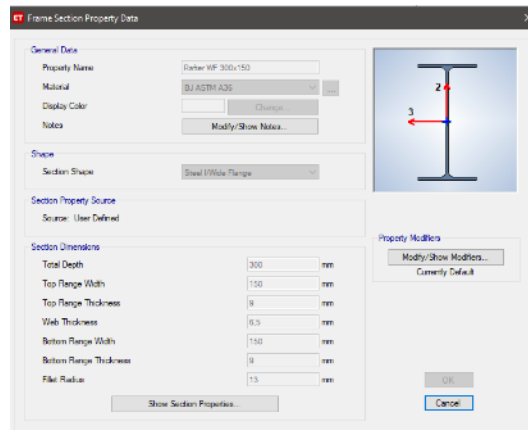 ET Frame Section Property Data
General Data
Property Name Rafter WF 300x150
Material BJ ASTM A36 ...
Display Color Change...
Notes Modify/Show Notes...
Shape
Section Shape Steel I/Wide Flange
Section Property Source
Source: User Defined
Section Dimensions
Total Depth 300 mm
Top Flange Width 150 mm
Top Flange Thickness 9 mm
Web Thickness 6,5 mm
Bottom Flange Width 150 mm
Bottom Flange Thickness 9 mm
Fillet Radius 13 mm
Show Section Properties...
2
3
Property Modifiers
Modify/Show Modifiers...
Currently Default
OK
Cancel